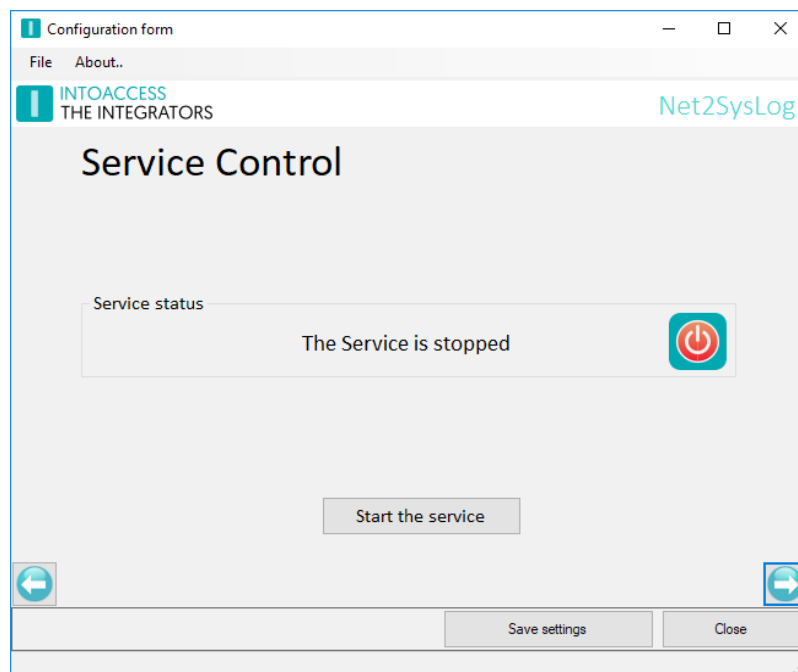 Configuration form
File About..
INTOACCESS
THE INTEGRATORS
Net2SysLog
Service Control
Service status
The Service is stopped
Start the service
Save settings
Close